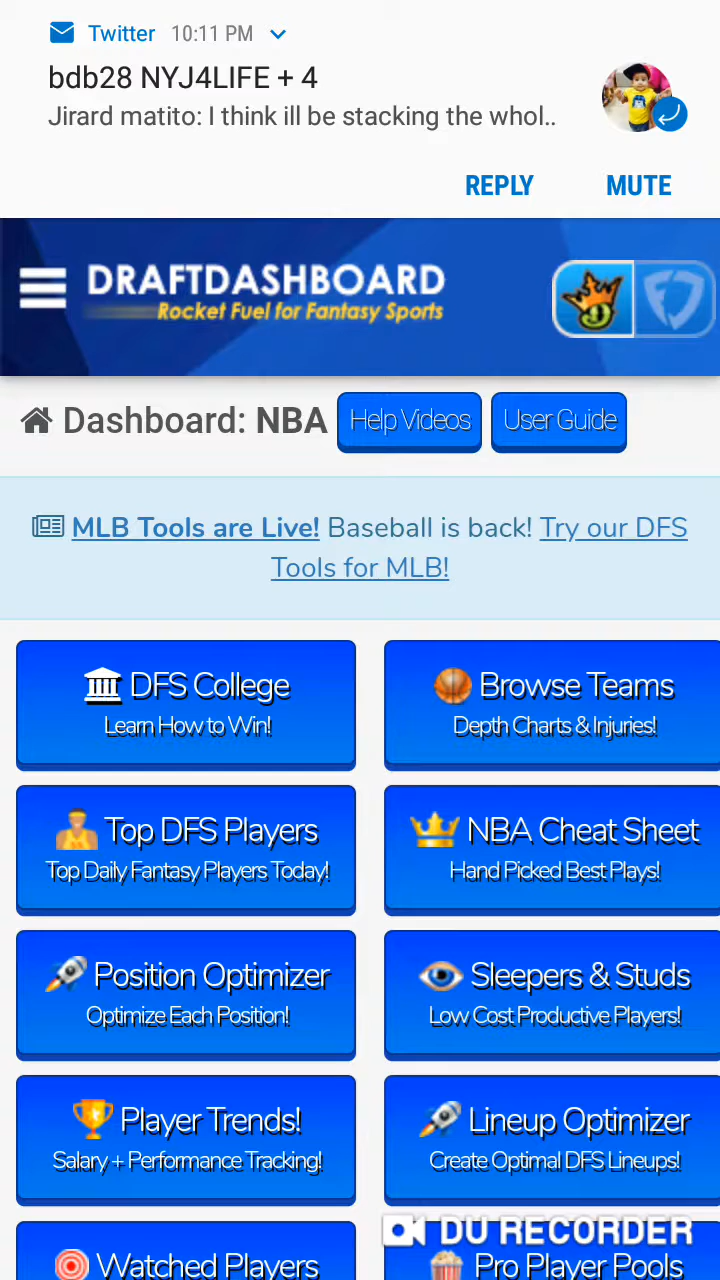 Twitter 10:11 PM
bdb28 NYJ4LIFE + 4
Jirard matito: I think ill be stacking the whol..
REPLY MUTE
DRAFTDASHBOARD
Rocket Fuel for Fantasy Sports
Dashboard: NBA Help Videos User Guide
MLB Tools are Live! Baseball is back! Try our DFS
Tools for MLB!
DFS College
Learn How to Win!
Browse Teams
Depth Charts & Injuries!
Top DFS Players
Top Daily Fantasy Players Today!
NBA Cheat Sheet
Hand Picked Best Plays!
Position Optimizer
Optimize Each Position!
Sleepers & Studs
Low Cost Productive Players!
Player Trends!
Salary + Performance Tracking!
Lineup Optimizer
Create Optimal DFS Lineups!
DU RECORDER
Watched Players
Pro Player Pools